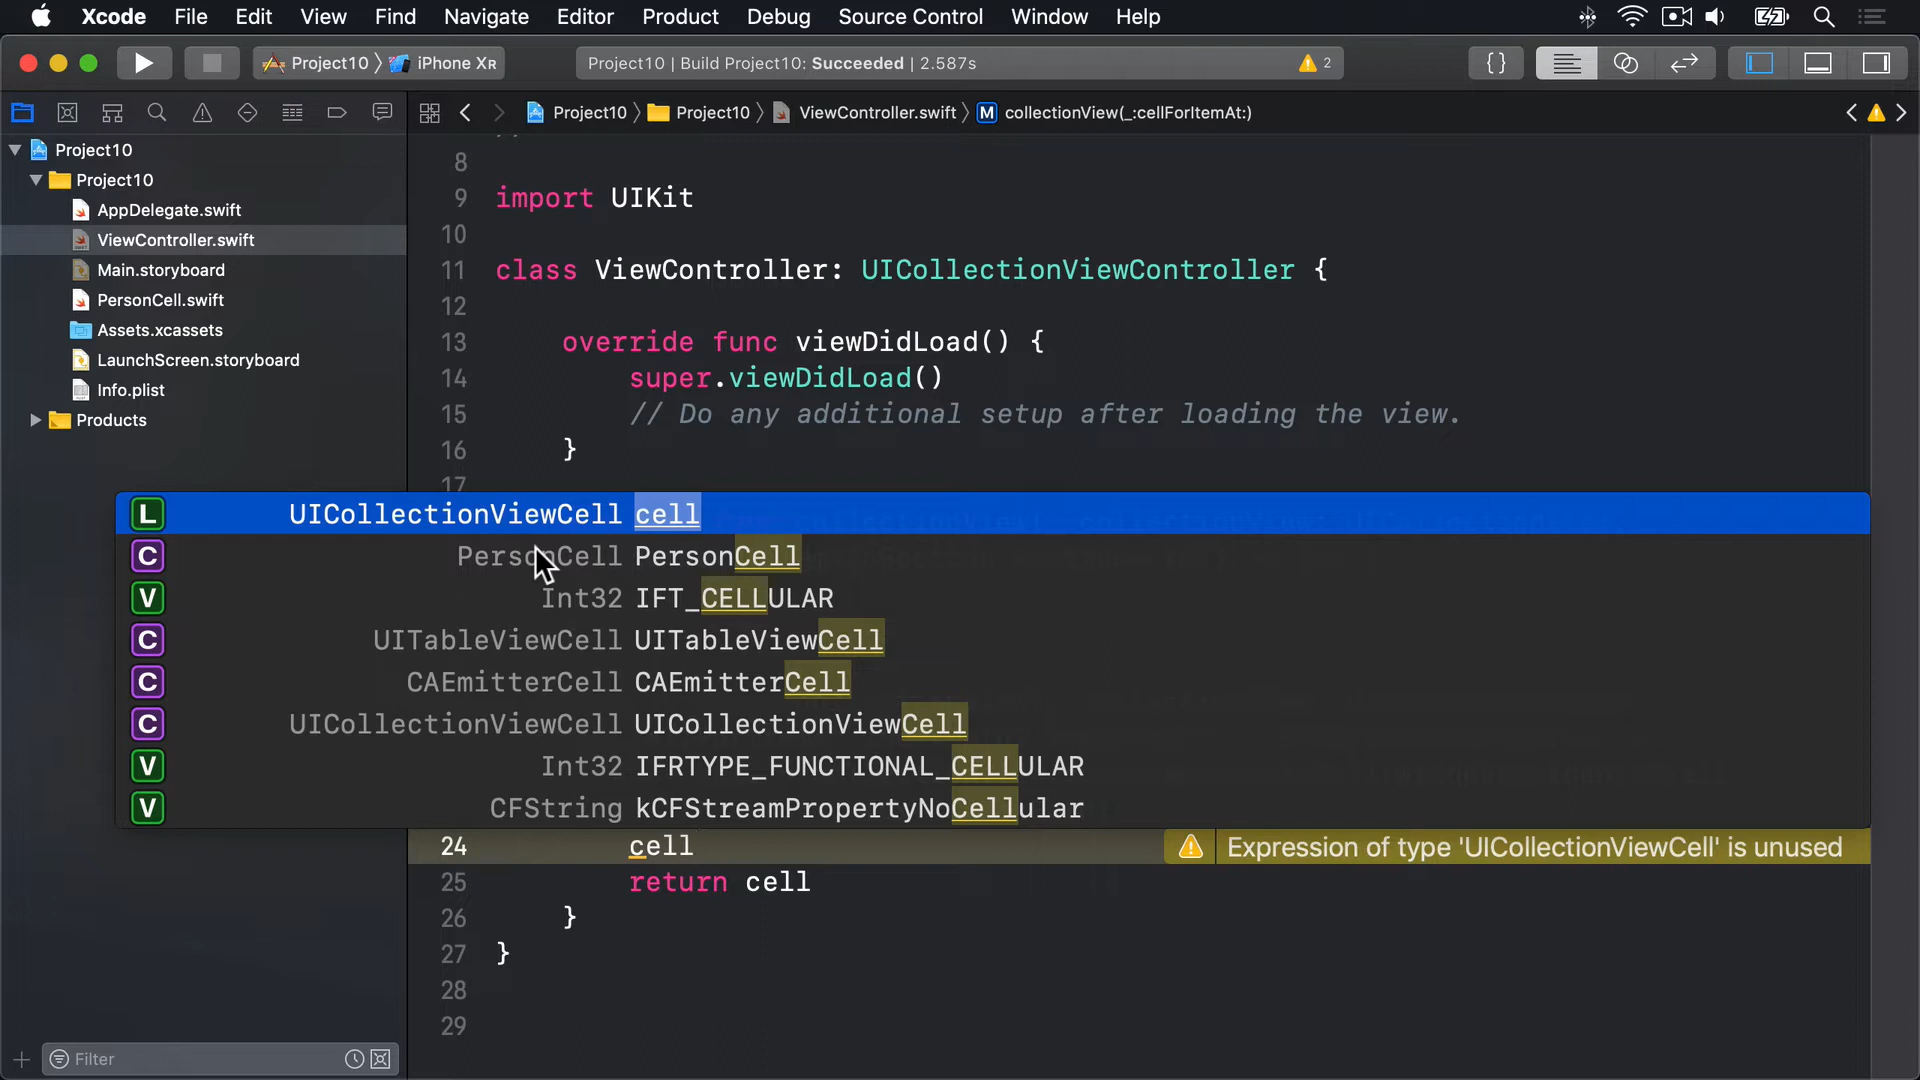 Xcode File Edit View Find Navigate Editor Product Debug Source Control Window Help
Project10 〉 iPhone XR
Project10 | Build Project10: Succeeded | 2.587s
2
{}
Project10 〉 Project10 〉 ViewController.swift 〉 M collectionView(_:cellForItemAt:)
Project10
Project10
AppDelegate.swift
ViewController.swift
Main.storyboard
PersonCell.swift
Assets.xcassets
LaunchScreen.storyboard
Info.plist
Products
8
9 import UIKit
10
11 class ViewController: UICollectionViewController {
12
13 override func viewDidLoad() {
14 super.viewDidLoad()
15 // Do any additional setup after loading the view.
16 }
17
L UICollectionViewCell cell
C PersonCell PersonCell
V Int32 IFT_CELLULAR
C UITableViewCell UITableViewCell
C CAEmitterCell CAEmitterCell
C UICollectionViewCell UICollectionViewCell
V Int32 IFRTYPE_FUNCTIONAL_CELLULAR
V CFString kCFStreamPropertyNoCellular
24 cell Expression of type 'UICollectionViewCell' is unused
25 return cell
26 }
27 }
28
29
Filter